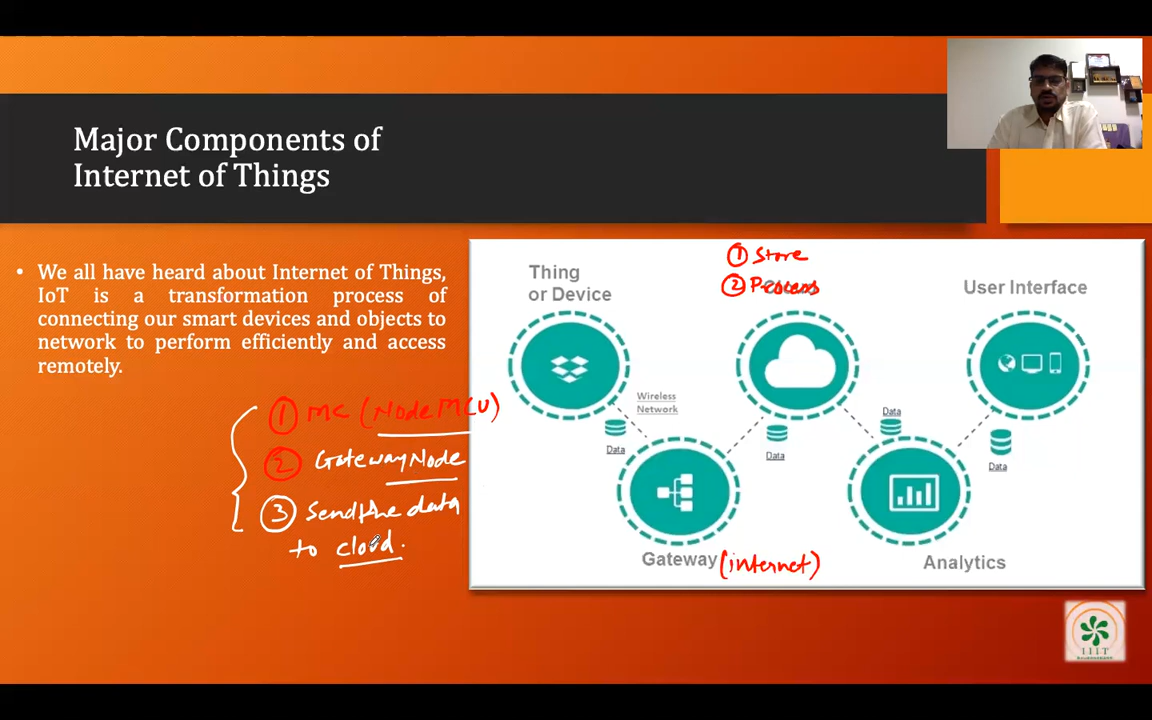 Major Components of
Internet of Things
• We all have heard about Internet of Things,
IoT is a transformation process of
connecting our smart devices and objects to
network to perform efficiently and access
remotely.
① MC (NodeMCU)
② GatewayNode
③ Send the data
to cloud.
① Store
② Process
Thing
or Device
User Interface
Wireless
Network
Data
Data
Data
Data
Gateway (internet)
Analytics
IIIT